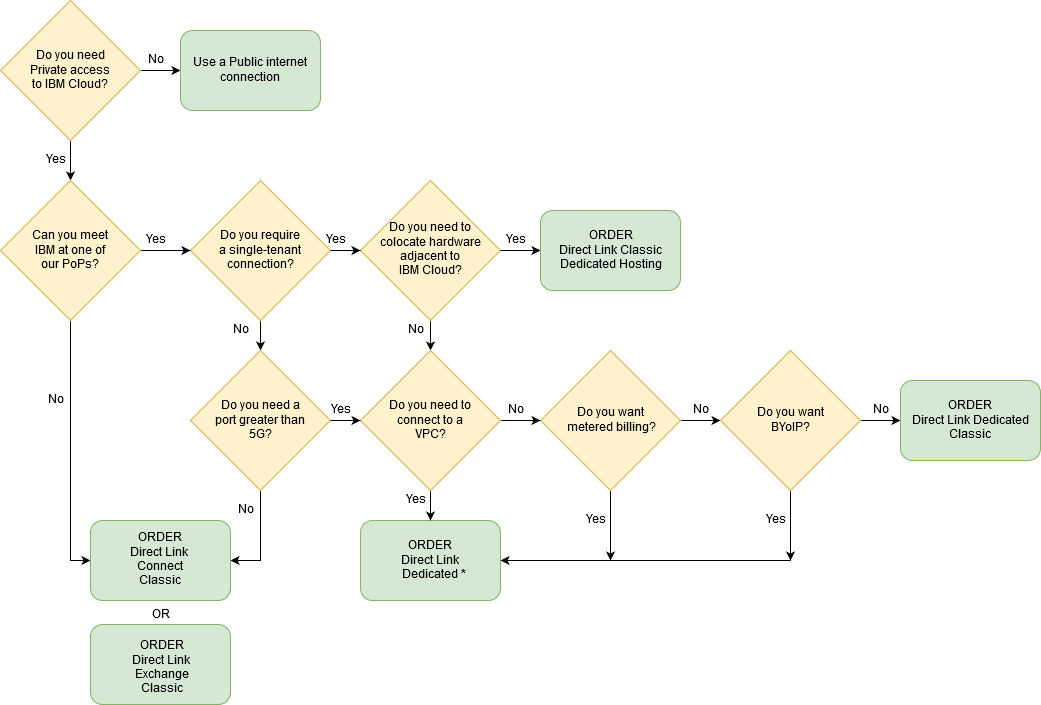 Do you need
Private access
to IBM Cloud?
No
Use a Public internet
connection
Yes
Can you meet
IBM at one of
our PoPs?
Yes
Do you require
a single-tenant
connection?
Yes
Do you need to
colocate hardware
adjacent to
IBM Cloud?
Yes
ORDER
Direct Link Classic
Dedicated Hosting
No
No
No
Do you need a
port greater than
5G?
Yes
Do you need to
connect to a
VPC?
No
Do you want
metered billing?
No
Do you want
BYoIP?
No
ORDER
Direct Link Dedicated
Classic
No
Yes
Yes
Yes
ORDER
Direct Link
Connect
Classic
ORDER
Direct Link
Dedicated *
OR
ORDER
Direct Link
Exchange
Classic